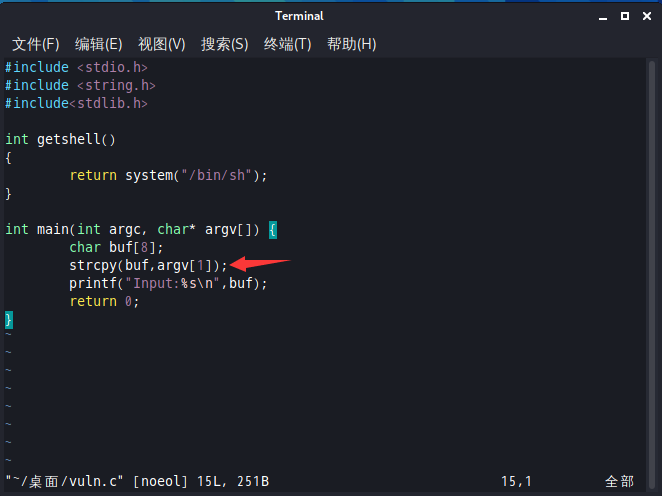 Terminal
文件(F) 编辑(E) 视图(V) 搜索(S) 终端(T) 帮助(H)
#include <stdio.h>
#include <string.h>
#include<stdlib.h>
int getshell()
{
        return system("/bin/sh");
}
int main(int argc, char* argv[]) {
        char buf[8];
        strcpy(buf,argv[1]);
        printf("Input:%s\n",buf);
        return 0;
}
~
~
~
~
~
~
~
~
"~/桌面/vuln.c" [noeol] 15L, 251B 15,1 全部